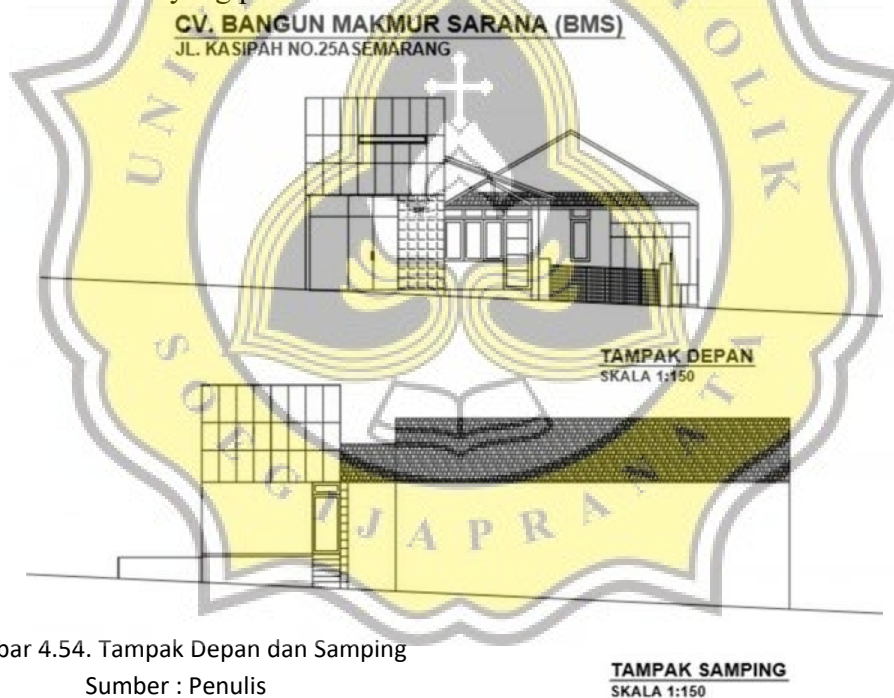 CV. BANGUN MAKMUR SARANA (BMS)
JL. KASIPAH NO.25A SEMARANG
TAMPAK DEPAN
SKALA 1:150
SOEGIJAPRANATA
bar 4.54. Tampak Depan dan Samping
Sumber : Penulis
TAMPAK SAMPING
SKALA 1:150